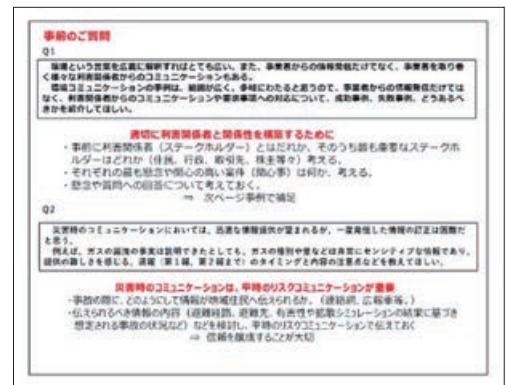 事前のご質問
Q1
環境という言葉を広義に解釈すればとても広い。また、事業者からの情報発信だけでなく、事業者を取り巻
く様々な利害関係者からのコミュニケーションもある。
環境コミュニケーションの事例は、範囲が広く、多岐にわたると思うので、事業者からの情報発信だけでは
なく、利害関係者からのコミュニケーションや要求事項への対応について、成功事例、失敗事例、どうあるべ
きかを紹介してほしい。
適切に利害関係者と関係性を構築するために
・事前に利害関係者（ステークホルダー）とはだれか、そのうち最も重要なステークホ
ルダーはどれか（住民、行政、取引先、株主等々）考える。
・それぞれの最も懸念や関心の高い案件（関心事）は何か、考える。
・懸念や質問への回答について考えておく。
⇒ 次ページ事例で補足
Q2
災害時のコミュニケーションにおいては、迅速な情報提供が望まれるが、一度発信した情報の訂正は困難だ
と思う。
例えば、ガスの漏洩の事実は説明できたとしても、ガスの種別や量などは非常にセンシティブな情報であり、
提供の難しさを感じる。速報（第１報、第２報まで）のタイミングと内容の注意点などを教えてほしい。
災害時のコミュニケーションは、平時のリスクコミュニケーションが重要
・事故の際に、どのようにして情報が地域住民へ伝えられるか。（連絡網、広報車等。）
・伝えられるべき情報の内容（避難経路、避難先、有害性や拡散シミュレーションの結果に基づき
想定される事故の状況など）などを検討し、平時のリスクコミュニケーションで伝えておく
⇒ 信頼を醸成することが大切